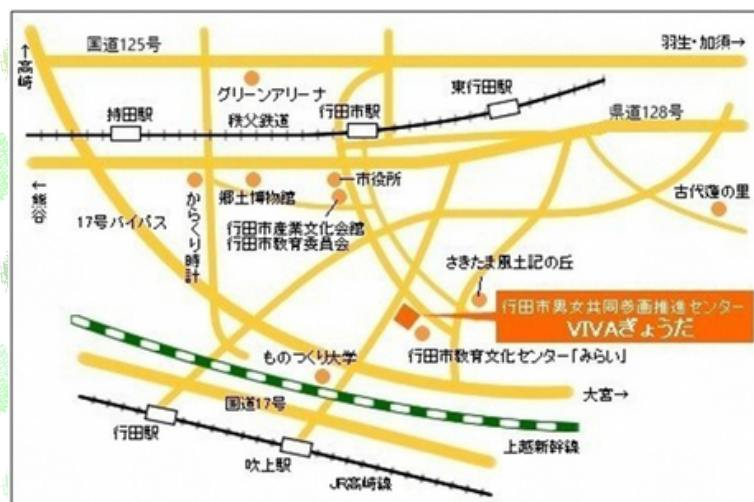 国道125号
羽生・加須→
↑高崎
グリーンアリーナ
東行田駅
持田駅
秩父鉄道
行田市駅
県道128号
←熊谷
市役所
郷土博物館
古代蓮の里
17号バイパス
からくり時計
行田市産業文化会館
行田市教育委員会
さきたま風土記の丘
行田市男女共同参画推進センター
VIVAぎょうだ
ものつくり大学
行田市教育文化センター「みらい」
国道17号
大宮→
行田駅
上越新幹線
吹上駅
JR高崎線